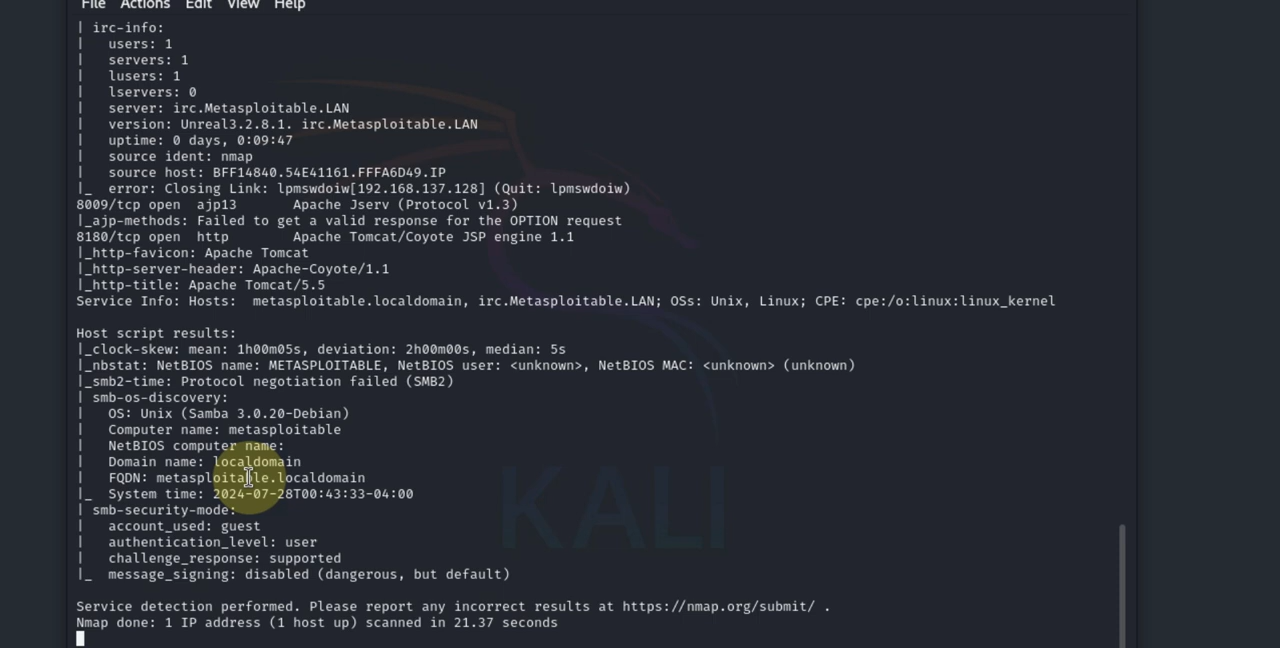 File Actions Edit View Help
| irc-info:
|   users: 1
|   servers: 1
|   lusers: 1
|   lservers: 0
|   server: irc.Metasploitable.LAN
|   version: Unreal3.2.8.1. irc.Metasploitable.LAN
|   uptime: 0 days, 0:09:47
|   source ident: nmap
|   source host: BFF14840.54E41161.FFFA6D49.IP
|_  error: Closing Link: lpmswdoiw[192.168.137.128] (Quit: lpmswdoiw)
8009/tcp open  ajp13       Apache Jserv (Protocol v1.3)
|_ajp-methods: Failed to get a valid response for the OPTION request
8180/tcp open  http        Apache Tomcat/Coyote JSP engine 1.1
|_http-favicon: Apache Tomcat
|_http-server-header: Apache-Coyote/1.1
|_http-title: Apache Tomcat/5.5
Service Info: Hosts:  metasploitable.localdomain, irc.Metasploitable.LAN; OSs: Unix, Linux; CPE: cpe:/o:linux:linux_kernel
Host script results:
|_clock-skew: mean: 1h00m05s, deviation: 2h00m00s, median: 5s
|_nbstat: NetBIOS name: METASPLOITABLE, NetBIOS user: <unknown>, NetBIOS MAC: <unknown> (unknown)
|_smb2-time: Protocol negotiation failed (SMB2)
| smb-os-discovery:
|   OS: Unix (Samba 3.0.20-Debian)
|   Computer name: metasploitable
|   NetBIOS computer name:
|   Domain name: localdomain
|   FQDN: metasploitable.localdomain
|_  System time: 2024-07-28T00:43:33-04:00
| smb-security-mode:
|   account_used: guest
|   authentication_level: user
|   challenge_response: supported
|_  message_signing: disabled (dangerous, but default)
Service detection performed. Please report any incorrect results at https://nmap.org/submit/ .
Nmap done: 1 IP address (1 host up) scanned in 21.37 seconds
KALI